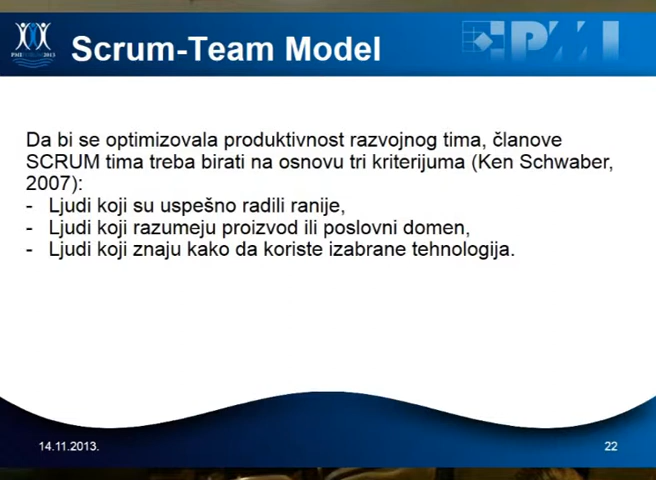 Scrum-Team Model
PMI
Da bi se optimizovala produktivnost razvojnog tima, članove
SCRUM tima treba birati na osnovu tri kriterijuma (Ken Schwaber,
2007):
- Ljudi koji su uspešno radili ranije,
- Ljudi koji razumeju proizvod ili poslovni domen,
- Ljudi koji znaju kako da koriste izabrane tehnologija.
14.11.2013.
22